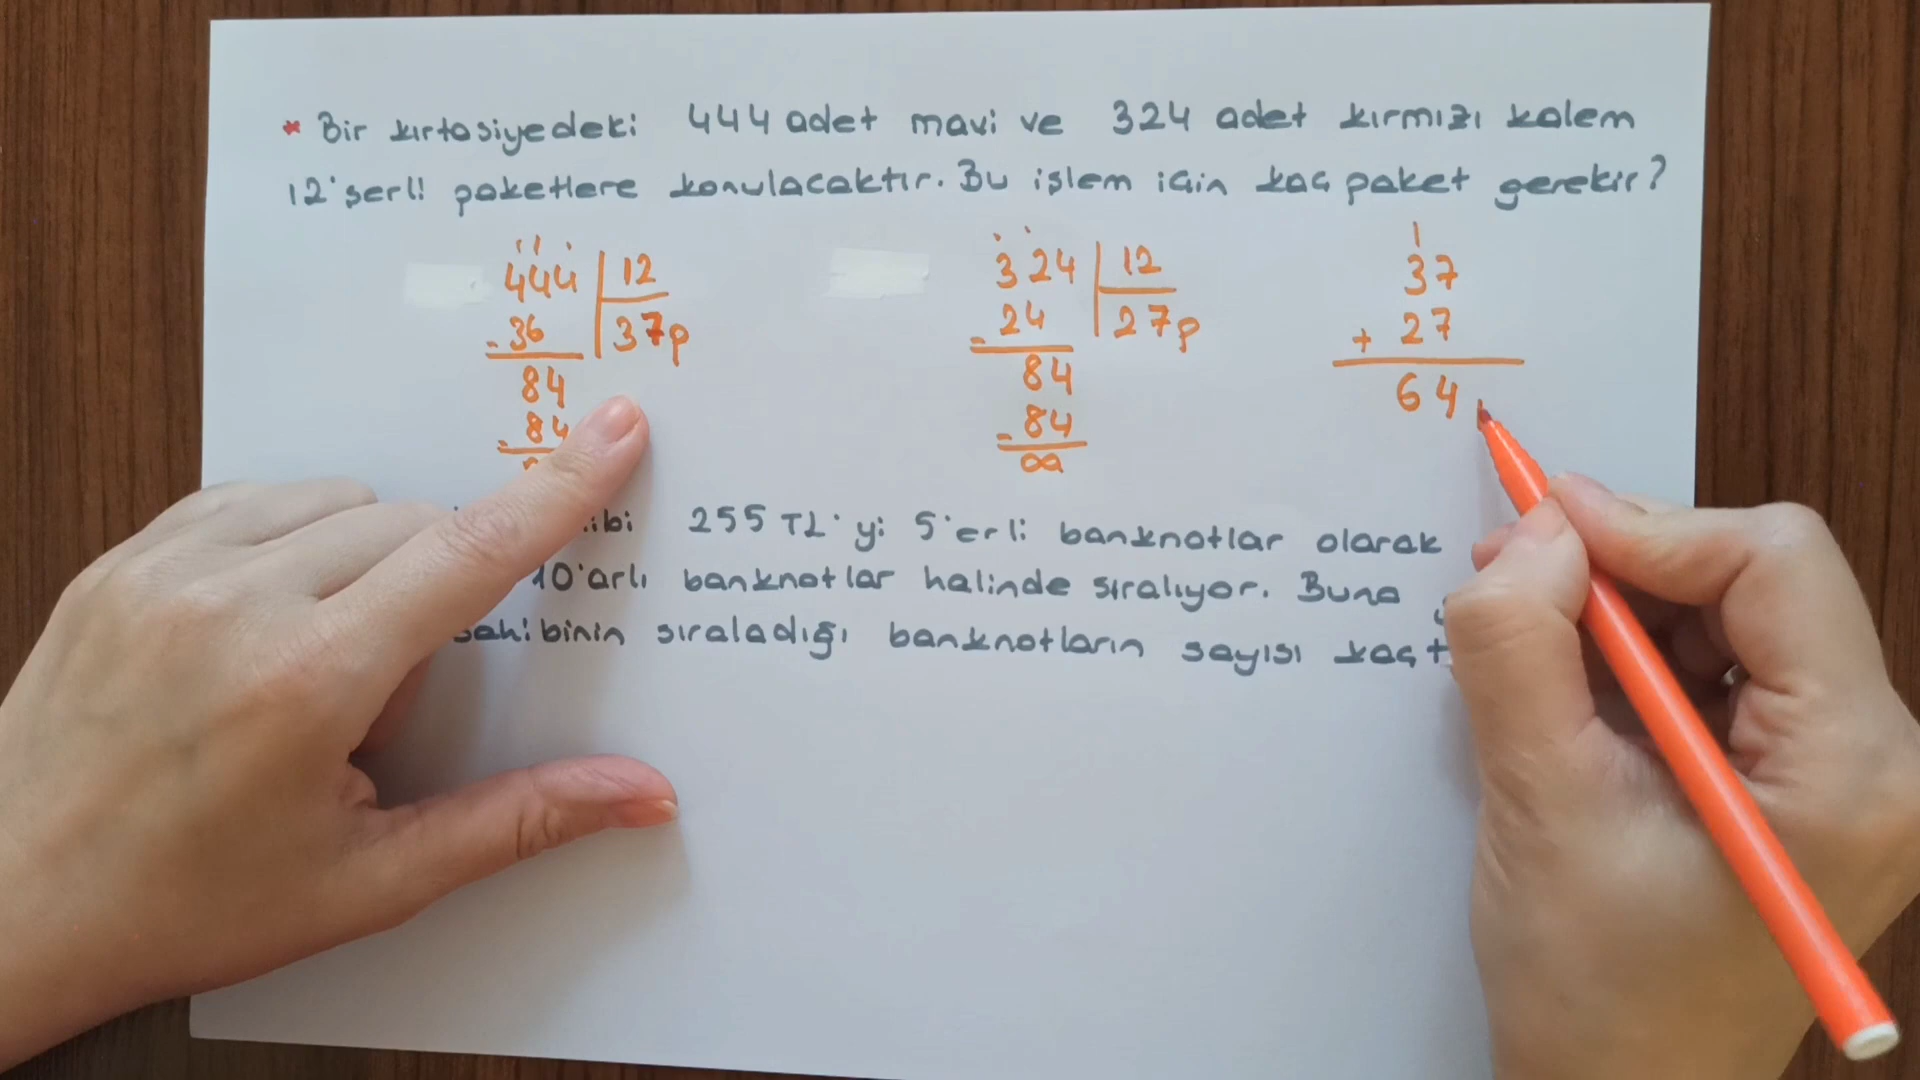 * Bir kırtasiyedeki 444 adet mavi ve 324 adet kırmızı kalem
12'şerli paketlere konulacaktır. Bu işlem için kaç paket gerekir?
444 | 12
- 36 | 37p
84
- 84
324 | 12
- 24 | 27p
84
- 84
00
1
37
+ 27
64
255 TL'yi 5'erli banknotlar olarak
10'arlı banknotlar halinde sıralıyor. Buna
sahibinin sıraladığı banknotların sayısı